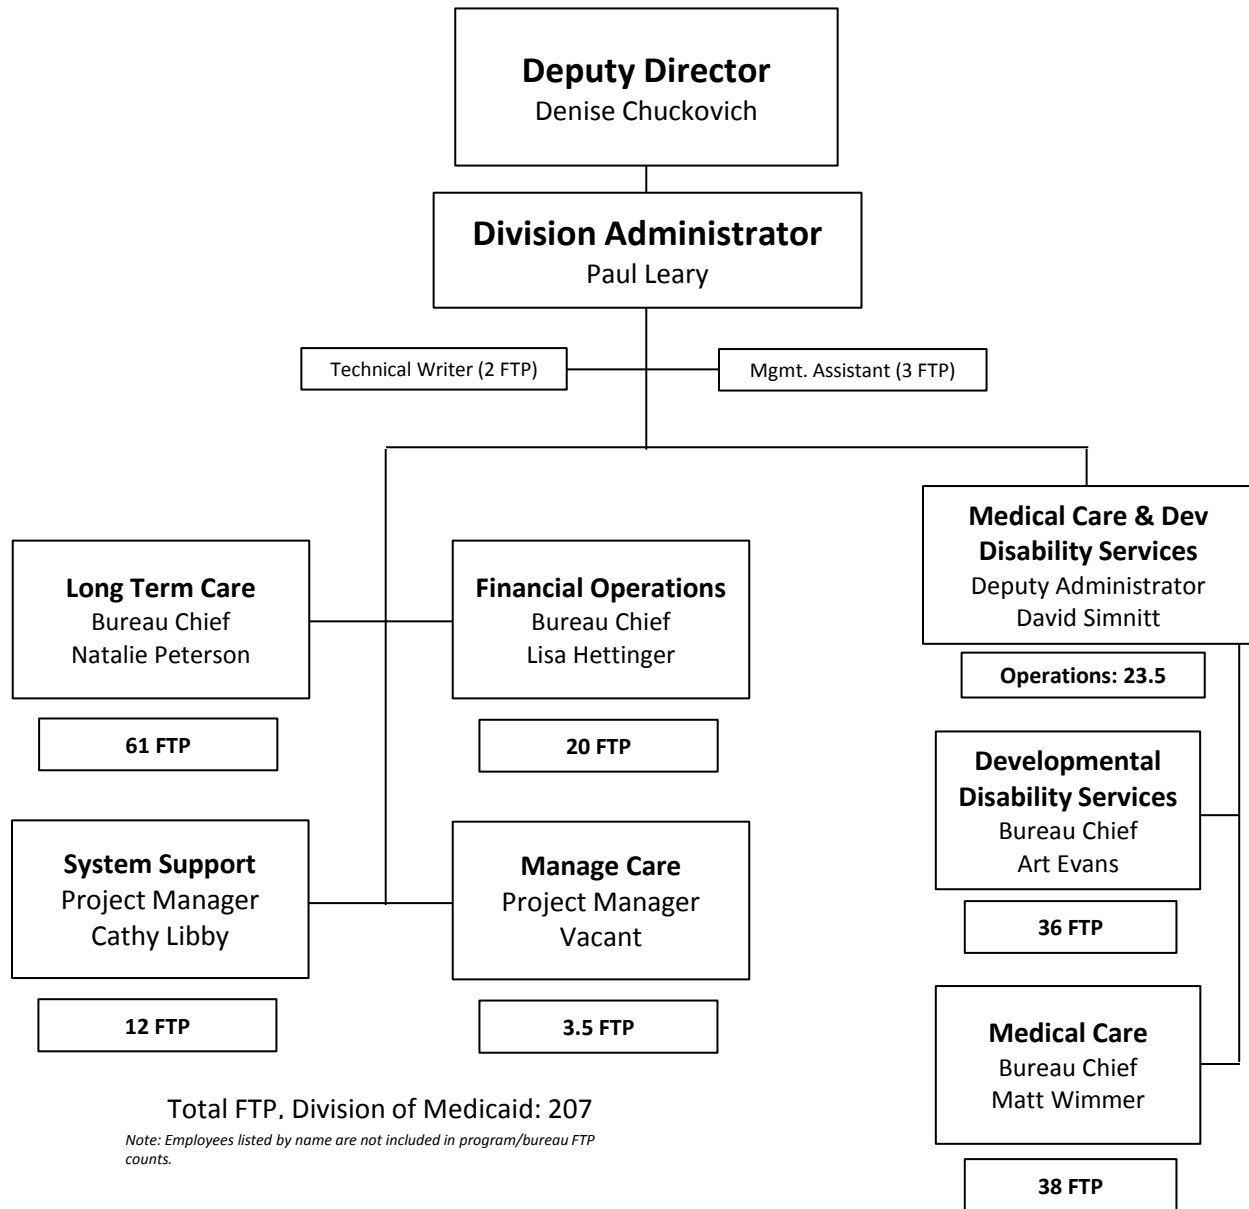 Deputy Director
Denise Chuckovich
Division Administrator
Paul Leary
Technical Writer (2 FTP)
Mgmt. Assistant (3 FTP)
Long Term Care
Bureau Chief
Natalie Peterson
61 FTP
Financial Operations
Bureau Chief
Lisa Hettinger
20 FTP
System Support
Project Manager
Cathy Libby
12 FTP
Manage Care
Project Manager
Vacant
3.5 FTP
Medical Care & Dev
Disability Services
Deputy Administrator
David Simnitt
Operations: 23.5
Developmental
Disability Services
Bureau Chief
Art Evans
36 FTP
Medical Care
Bureau Chief
Matt Wimmer
38 FTP
Total FTP, Division of Medicaid: 207
Note: Employees listed by name are not included in program/bureau FTP
counts.